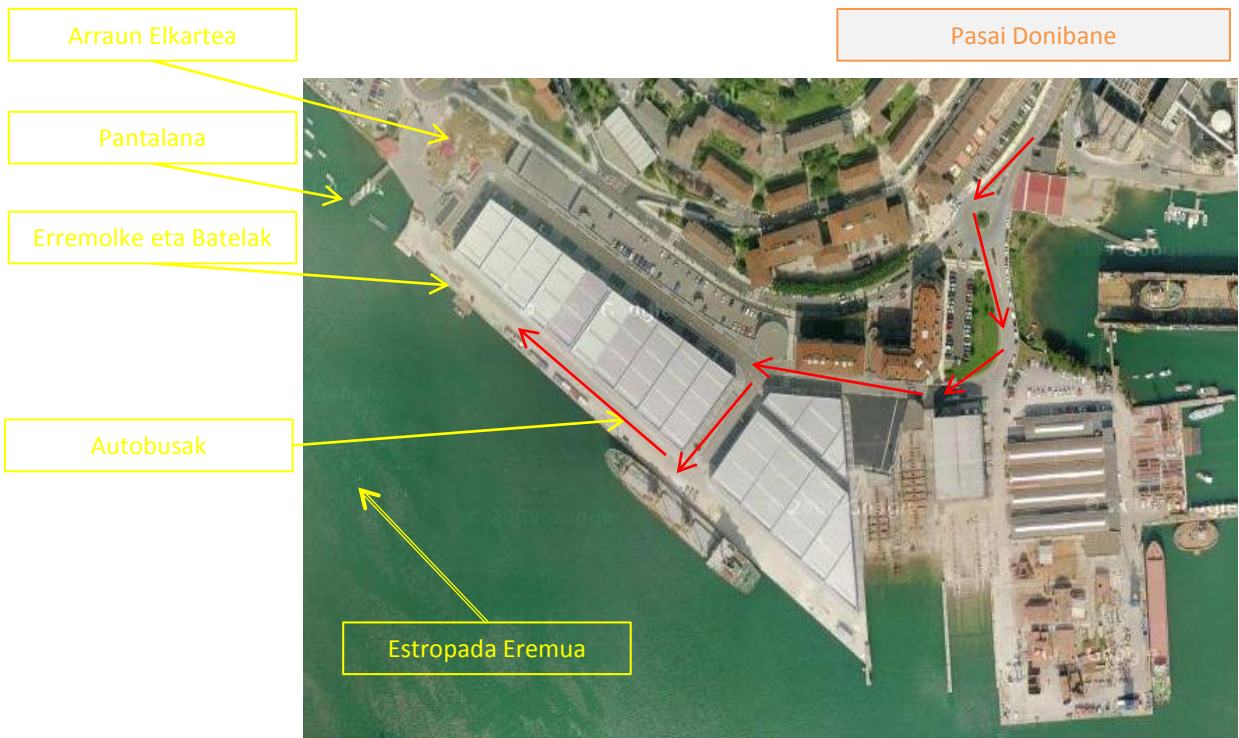 Arraun Elkartea
Pasai Donibane
Pantalana
Erremolke eta Batelak
Autobusak
Estropada Eremua